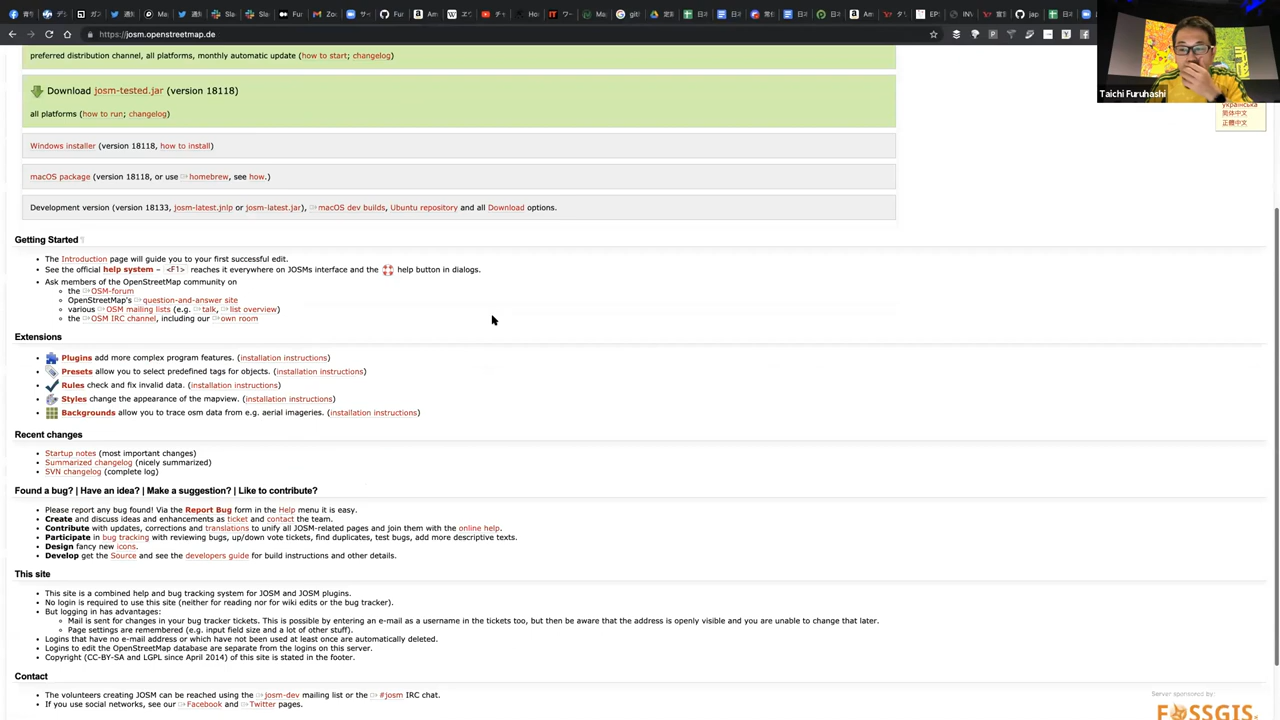 https://josm.openstreetmap.de
preferred distribution channel, all platforms, monthly automatic update (how to start; changelog)
Download josm-tested.jar (version 18118)
all platforms (how to run; changelog)
Windows installer (version 18118, how to install)
macOS package (version 18118, or use homebrew, see how.)
Development version (version 18133, josm-latest.jnlp or josm-latest.jar), macOS dev builds, Ubuntu repository and all Download options.
Taichi Furuhashi
українська
简体中文
正體中文
Getting Started
The Introduction page will guide you to your first successful edit.
See the official help system – <F1> reaches it everywhere on JOSMs interface and the help button in dialogs.
Ask members of the OpenStreetMap community on
the OSM-forum
OpenStreetMap's question-and-answer site
various OSM mailing lists (e.g. talk, list overview)
the OSM IRC channel, including our own room
Extensions
Plugins add more complex program features. (installation instructions)
Presets allow you to select predefined tags for objects. (installation instructions)
Rules check and fix invalid data. (installation instructions)
Styles change the appearance of the mapview. (installation instructions)
Backgrounds allow you to trace osm data from e.g. aerial imageries. (installation instructions)
Recent changes
Startup notes (most important changes)
Summarized changelog (nicely summarized)
SVN changelog (complete log)
Found a bug? | Have an idea? | Make a suggestion? | Like to contribute?
Please report any bug found! Via the Report Bug form in the Help menu it is easy.
Create and discuss ideas and enhancements as ticket and contact the team.
Contribute with updates, corrections and translations to unify all JOSM-related pages and join them with the online help.
Participate in bug tracking with reviewing bugs, up/down vote tickets, find duplicates, test bugs, add more descriptive texts.
Design fancy new icons.
Develop get the Source and see the developers guide for build instructions and other details.
This site
This site is a combined help and bug tracking system for JOSM and JOSM plugins.
No login is required to use this site (neither for reading nor for wiki edits or the bug tracker).
But logging in has advantages:
Mail is sent for changes in your bug tracker tickets. This is possible by entering an e-mail as a username in the tickets too, but then be aware that the address is openly visible and you are unable to change that later.
Page settings are remembered (e.g. input field size and a lot of other stuff).
Logins that have no e-mail address or which have not been used at least once are automatically deleted.
Logins to edit the OpenStreetMap database are separate from the logins on this server.
Copyright (CC-BY-SA and LGPL since April 2014) of this site is stated in the footer.
Contact
The volunteers creating JOSM can be reached using the josm-dev mailing list or the #josm IRC chat.
If you use social networks, see our Facebook and Twitter pages.
Server sponsored by:
FOSSGIS